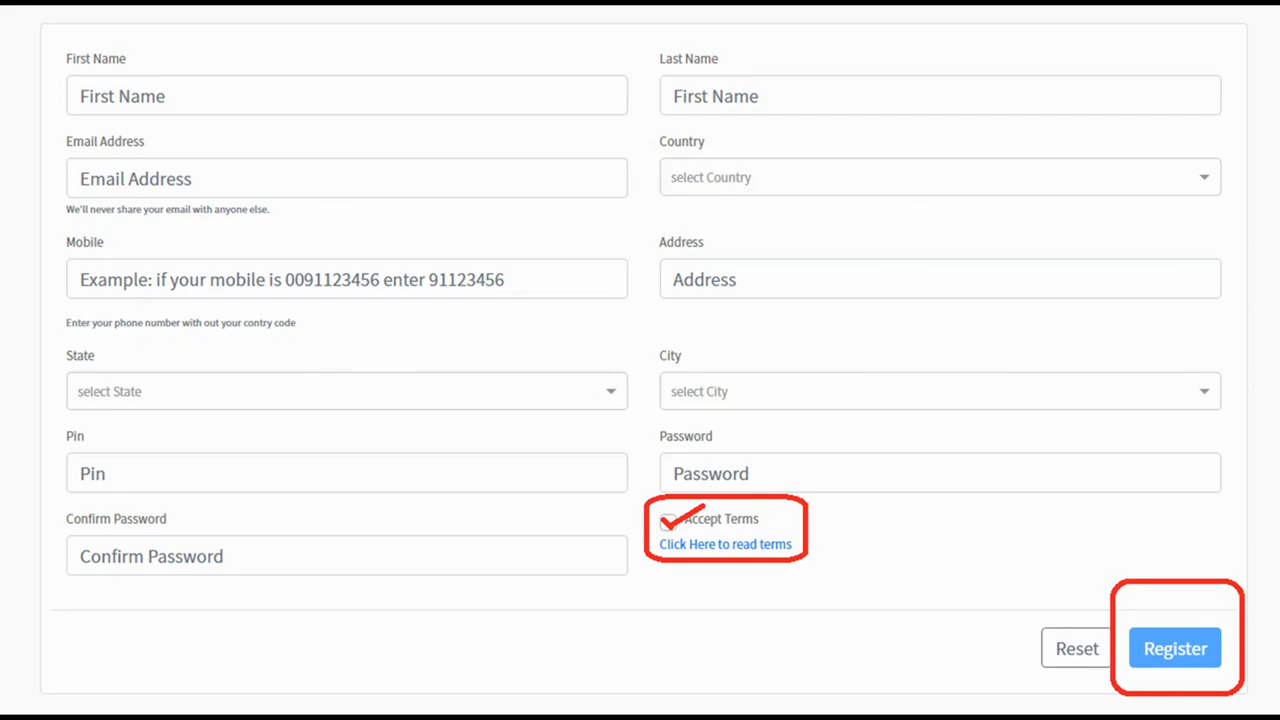 First Name
Last Name
First Name
First Name
Email Address
Country
Email Address
select Country
We'll never share your email with anyone else.
Mobile
Address
Example: if your mobile is 0091123456 enter 91123456
Address
Enter your phone number with out your contry code
State
City
select State
select City
Pin
Password
Pin
Password
Confirm Password
Accept Terms
Click Here to read terms
Confirm Password
Reset
Register